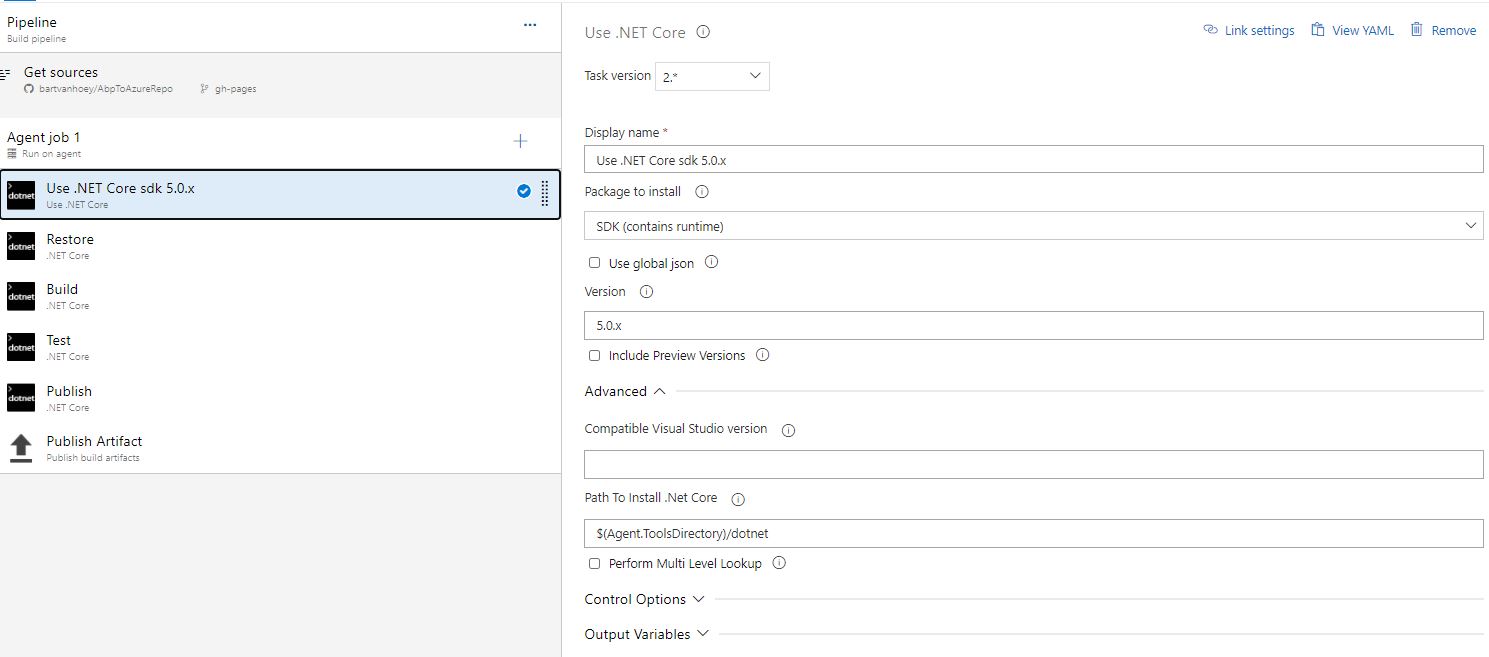 Pipeline
...
Build pipeline
Get sources
bartvanhoey/AbpToAzureRepo gh-pages
Agent job 1
Run on agent
dotnet
Use .NET Core sdk 5.0.x
Use .NET Core
dotnet
Restore
.NET Core
dotnet
Build
.NET Core
dotnet
Test
.NET Core
dotnet
Publish
.NET Core
Publish Artifact
Publish build artifacts
Use .NET Core
Link settings View YAML Remove
Task version 2.*
Display name *
Use .NET Core sdk 5.0.x
Package to install
SDK (contains runtime)
Use global json
Version
5.0.x
Include Preview Versions
Advanced
Compatible Visual Studio version
Path To Install .Net Core
$(Agent.ToolsDirectory)/dotnet
Perform Multi Level Lookup
Control Options
Output Variables